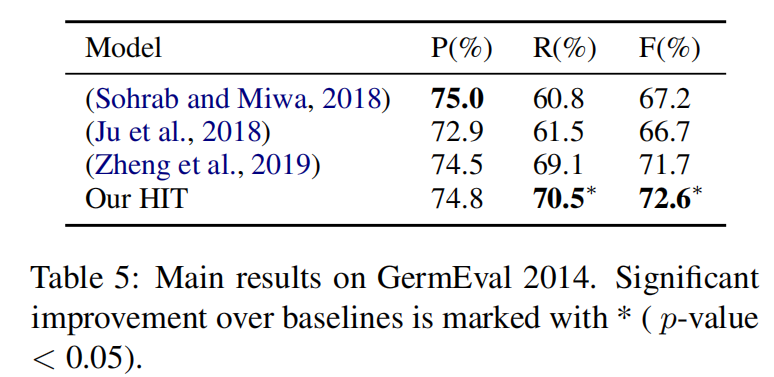 Model P(%) R(%) F(%)
(Sohrab and Miwa, 2018) 75.0 60.8 67.2
(Ju et al., 2018) 72.9 61.5 66.7
(Zheng et al., 2019) 74.5 69.1 71.7
Our HIT 74.8 70.5* 72.6*
Table 5: Main results on GermEval 2014. Significant
improvement over baselines is marked with * ( p-value
< 0.05).